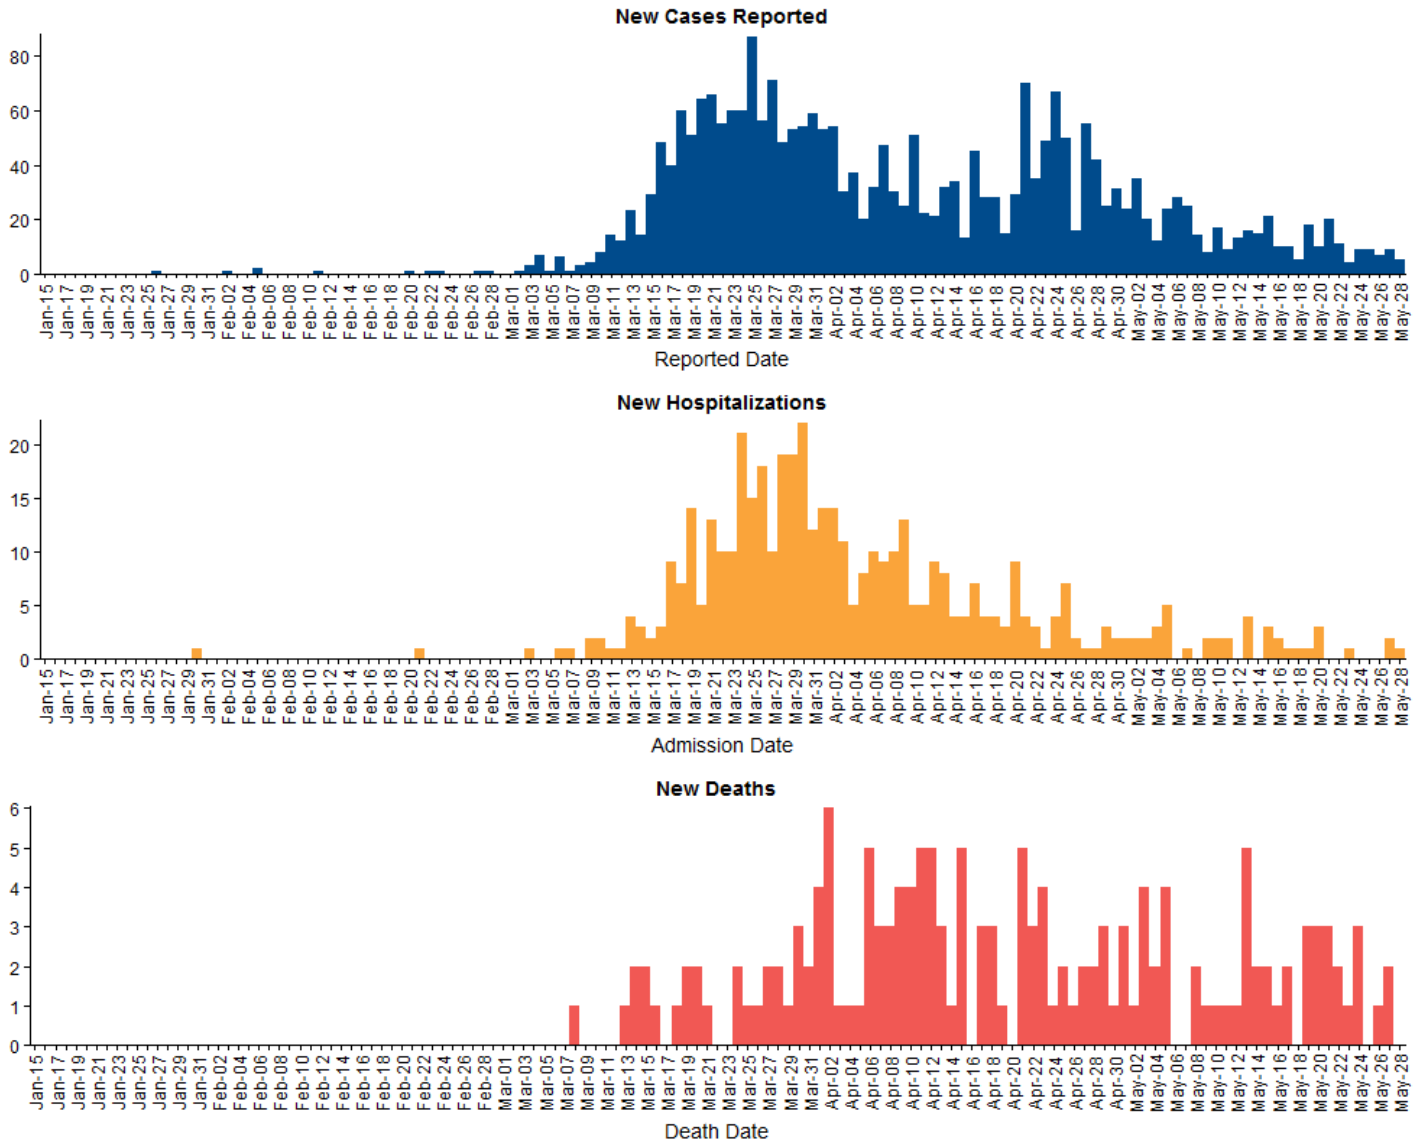 New Cases Reported
80
60
40
20
0
Jan-15 Jan-17 Jan-19 Jan-21 Jan-23 Jan-25 Jan-27 Jan-29 Jan-31 Feb-02 Feb-04 Feb-06 Feb-08 Feb-10 Feb-12 Feb-14 Feb-16 Feb-18 Feb-20 Feb-22 Feb-24 Feb-26 Feb-28 Mar-01 Mar-03 Mar-05 Mar-07 Mar-09 Mar-11 Mar-13 Mar-15 Mar-17 Mar-19 Mar-21 Mar-23 Mar-25 Mar-27 Mar-29 Mar-31 Apr-02 Apr-04 Apr-06 Apr-08 Apr-10 Apr-12 Apr-14 Apr-16 Apr-18 Apr-20 Apr-22 Apr-24 Apr-26 Apr-28 Apr-30 May-02 May-04 May-06 May-08 May-10 May-12 May-14 May-16 May-18 May-20 May-22 May-24 May-26 May-28
Reported Date
New Hospitalizations
20
15
10
5
0
Jan-15 Jan-17 Jan-19 Jan-21 Jan-23 Jan-25 Jan-27 Jan-29 Jan-31 Feb-02 Feb-04 Feb-06 Feb-08 Feb-10 Feb-12 Feb-14 Feb-16 Feb-18 Feb-20 Feb-22 Feb-24 Feb-26 Feb-28 Mar-01 Mar-03 Mar-05 Mar-07 Mar-09 Mar-11 Mar-13 Mar-15 Mar-17 Mar-19 Mar-21 Mar-23 Mar-25 Mar-27 Mar-29 Mar-31 Apr-02 Apr-04 Apr-06 Apr-08 Apr-10 Apr-12 Apr-14 Apr-16 Apr-18 Apr-20 Apr-22 Apr-24 Apr-26 Apr-28 Apr-30 May-02 May-04 May-06 May-08 May-10 May-12 May-14 May-16 May-18 May-20 May-22 May-24 May-26 May-28
Admission Date
New Deaths
6
5
4
3
2
1
0
Jan-15 Jan-17 Jan-19 Jan-21 Jan-23 Jan-25 Jan-27 Jan-29 Jan-31 Feb-02 Feb-04 Feb-06 Feb-08 Feb-10 Feb-12 Feb-14 Feb-16 Feb-18 Feb-20 Feb-22 Feb-24 Feb-26 Feb-28 Mar-01 Mar-03 Mar-05 Mar-07 Mar-09 Mar-11 Mar-13 Mar-15 Mar-17 Mar-19 Mar-21 Mar-23 Mar-25 Mar-27 Mar-29 Mar-31 Apr-02 Apr-04 Apr-06 Apr-08 Apr-10 Apr-12 Apr-14 Apr-16 Apr-18 Apr-20 Apr-22 Apr-24 Apr-26 Apr-28 Apr-30 May-02 May-04 May-06 May-08 May-10 May-12 May-14 May-16 May-18 May-20 May-22 May-24 May-26 May-28
Death Date